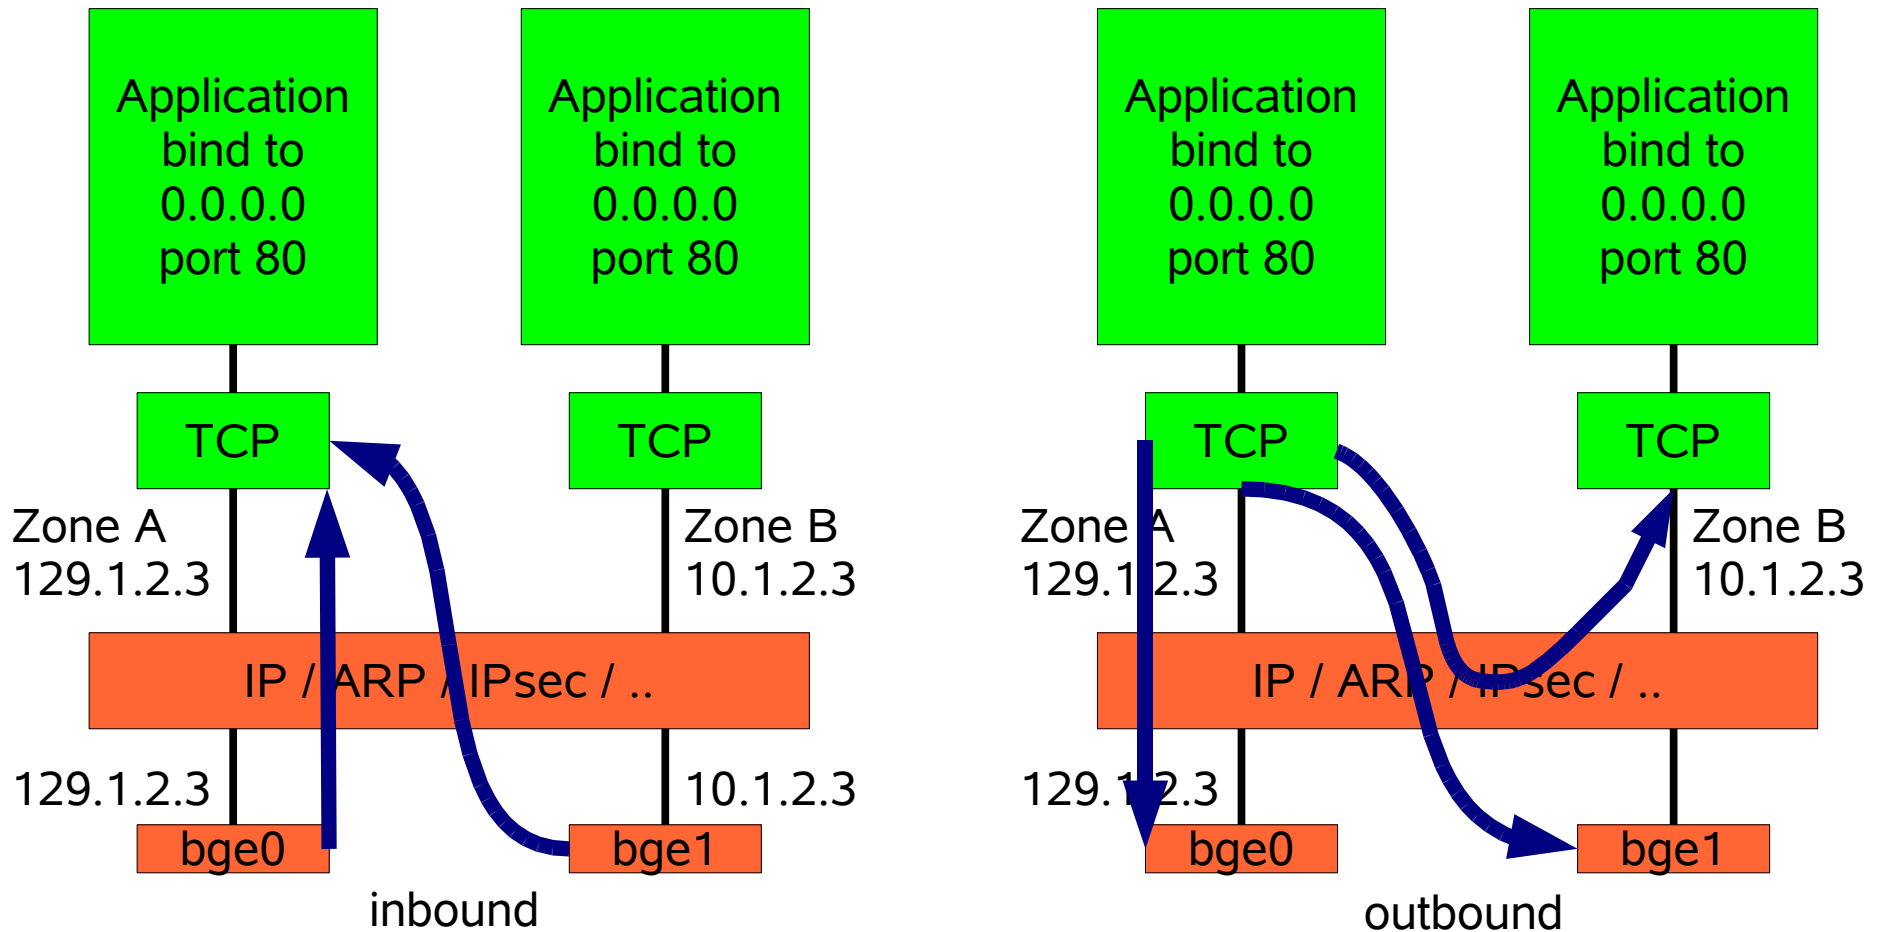 Application
bind to
0.0.0.0
port 80
Application
bind to
0.0.0.0
port 80
TCP
TCP
Zone A
129.1.2.3
Zone B
10.1.2.3
IP / ARP / IPsec / ..
129.1.2.3
10.1.2.3
bge0
bge1
inbound
Application
bind to
0.0.0.0
port 80
Application
bind to
0.0.0.0
port 80
TCP
TCP
Zone A
129.1.2.3
Zone B
10.1.2.3
IP / ARP / IPsec / ..
129.1.2.3
bge0
bge1
outbound